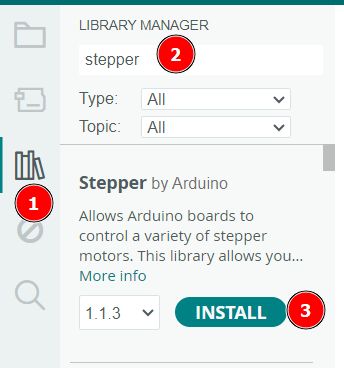 LIBRARY MANAGER
stepper
2
Type: All
Topic: All
1
Stepper by Arduino
Allows Arduino boards to
control a variety of stepper
motors. This library allows you...
More info
1.1.3
INSTALL
3